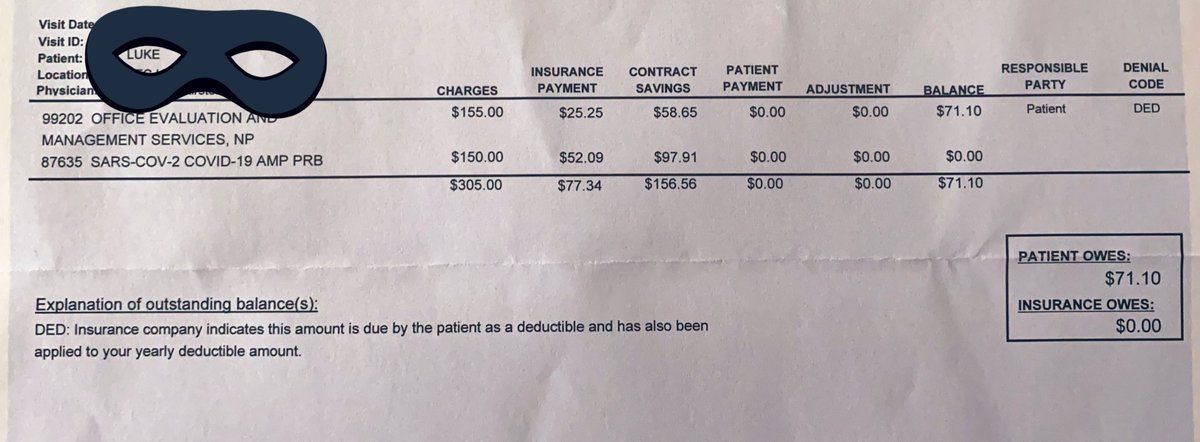 Visit Date
Visit ID:
Patient: LUKE
Location
Physician
CHARGES INSURANCE PAYMENT CONTRACT SAVINGS PATIENT PAYMENT ADJUSTMENT BALANCE RESPONSIBLE PARTY DENIAL CODE
99202 OFFICE EVALUATION AND $155.00 $25.25 $58.65 $0.00 $0.00 $71.10 Patient DED
MANAGEMENT SERVICES, NP
87635 SARS-COV-2 COVID-19 AMP PRB $150.00 $52.09 $97.91 $0.00 $0.00 $0.00
$305.00 $77.34 $156.56 $0.00 $0.00 $71.10
PATIENT OWES:
$71.10
INSURANCE OWES:
$0.00
Explanation of outstanding balance(s):
DED: Insurance company indicates this amount is due by the patient as a deductible and has also been
applied to your yearly deductible amount.